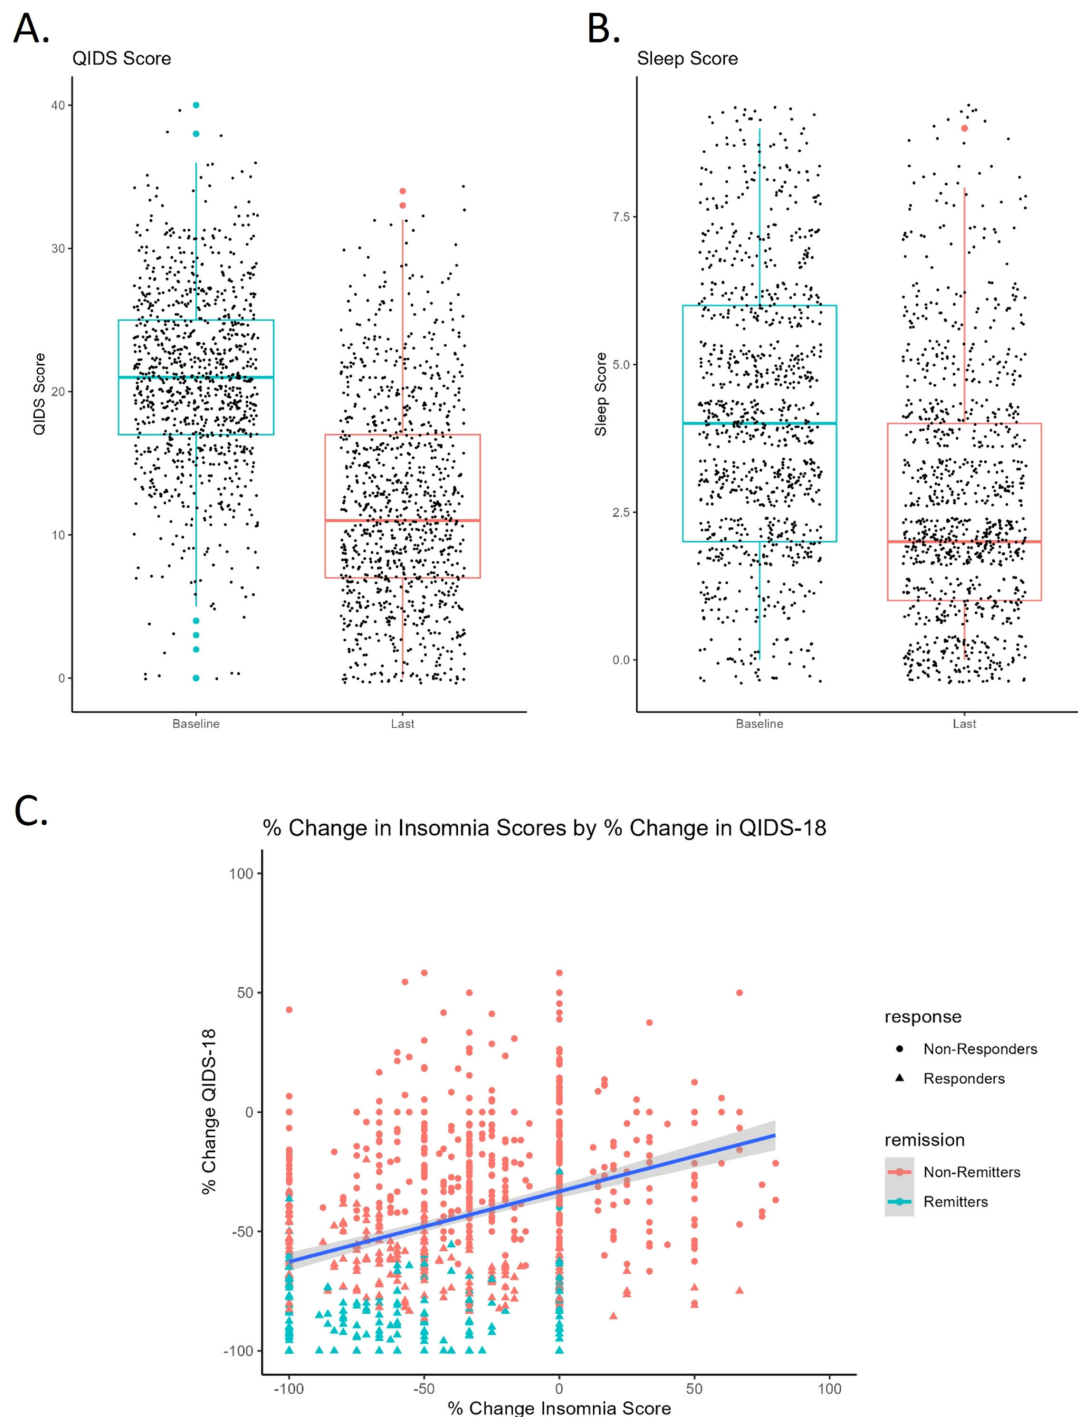 A.
QIDS Score
QIDS Score
40
30
20
10
0
Baseline
Last
B.
Sleep Score
Sleep Score
7.5
5.0
2.5
0.0
Baseline
Last
C.
% Change in Insomnia Scores by % Change in QIDS-18
% Change QIDS-18
100
50
0
-50
-100
-100
-50
0
50
100
% Change Insomnia Score
response
Non-Responders
Responders
remission
Non-Remitters
Remitters